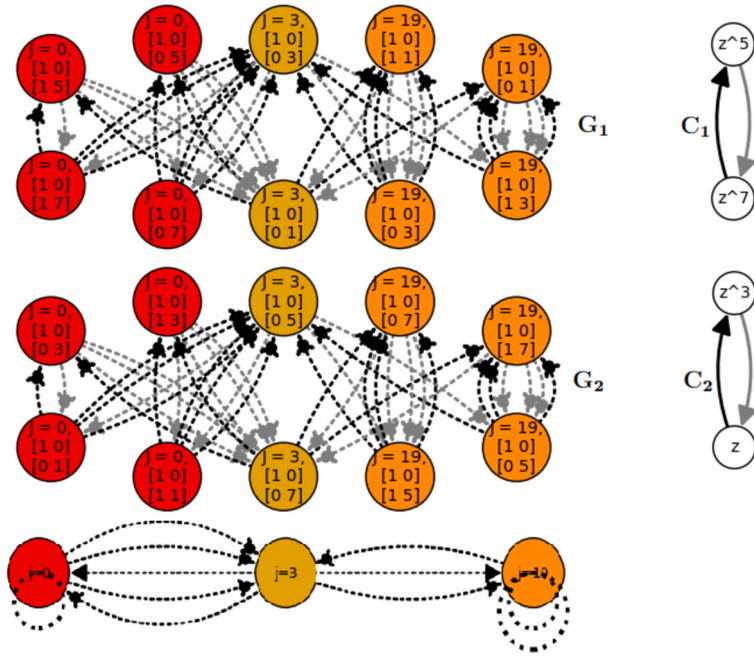 J = 0,
[1 0]
[1 5]
J = 0,
[1 0]
[0 5]
J = 3,
[1 0]
[0 3]
J = 19,
[1 0]
[1 1]
J = 19,
[1 0]
[0 1]
z^5
G₁
C₁
J = 0,
[1 0]
[1 7]
J = 0,
[1 0]
[0 7]
J = 3,
[1 0]
[0 1]
J = 19,
[1 0]
[0 3]
J = 19,
[1 0]
[1 3]
z^7
J = 0,
[1 0]
[0 3]
J = 0,
[1 0]
[1 3]
J = 3,
[1 0]
[0 5]
J = 19,
[1 0]
[0 7]
J = 19,
[1 0]
[1 7]
z^3
G₂
C₂
J = 0,
[1 0]
[0 1]
J = 0,
[1 0]
[1 1]
J = 3,
[1 0]
[0 7]
J = 19,
[1 0]
[1 5]
J = 19,
[1 0]
[0 5]
z
j=0
j=3